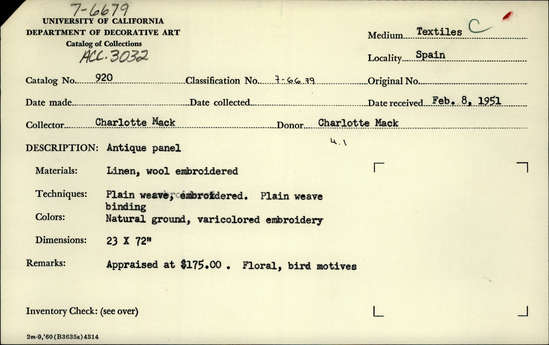 7-6679
UNIVERSITY OF CALIFORNIA
DEPARTMENT OF DECORATIVE ART
Catalog of Collections
ACC. 3032
Medium Textiles C
Locality Spain
Catalog No. 920 Classification No. 7-6679 Original No.
Date made Date collected Date received Feb. 8, 1951
Collector Charlotte Mack Donor Charlotte Mack
4.1
DESCRIPTION: Antique panel
Materials: Linen, wool embroidered
Techniques: Plain weave, embroidered. Plain weave
binding
Colors: Natural ground, varicolored embroidery
Dimensions: 23 X 72"
Remarks: Appraised at $175.00 . Floral, bird motives
Inventory Check: (see over)
2m-9,'60(B3635s)4314